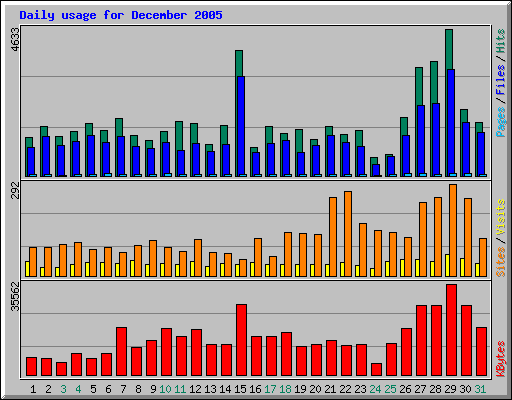 Daily usage for December 2005
4633
Pages / Files / Hits
292
Sites / Visits
35562
KBytes
1 2 3 4 5 6 7 8 9 10 11 12 13 14 15 16 17 18 19 20 21 22 23 24 25 26 27 28 29 30 31